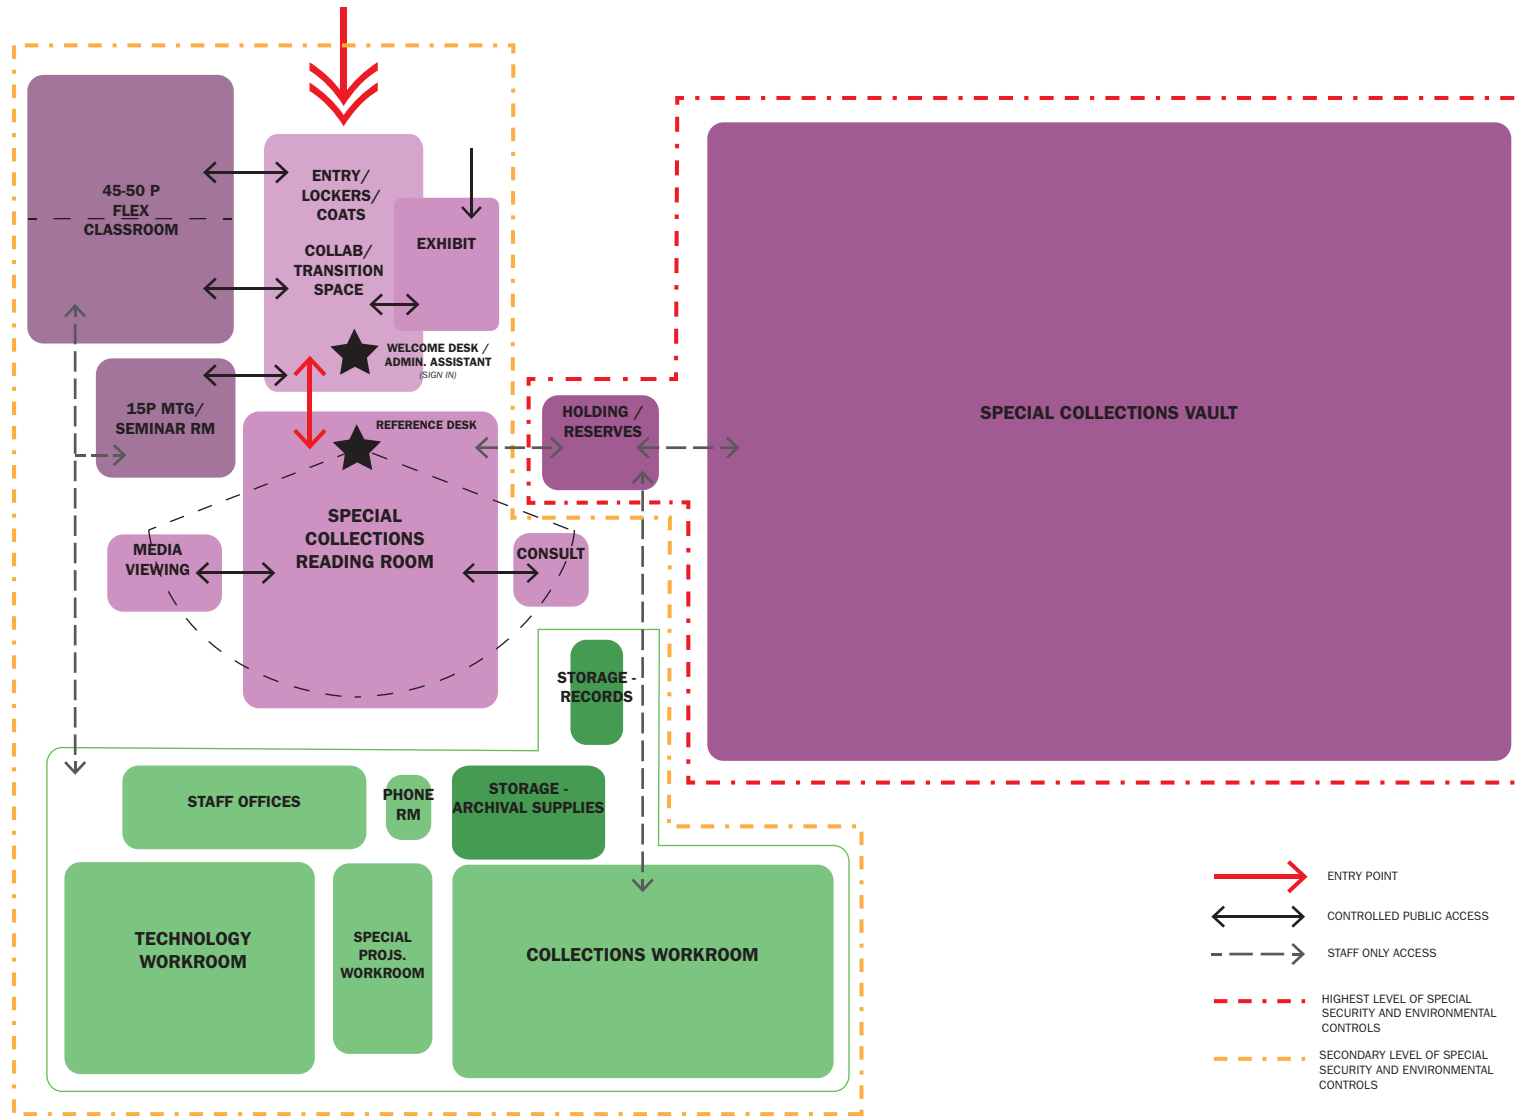 45-50 P
FLEX
CLASSROOM
ENTRY/
LOCKERS/
COATS
COLLAB/
TRANSITION
SPACE
EXHIBIT
WELCOME DESK /
ADMIN. ASSISTANT
(SIGN IN)
15P MTG/
SEMINAR RM
REFERENCE DESK
HOLDING /
RESERVES
SPECIAL COLLECTIONS VAULT
SPECIAL
COLLECTIONS
READING ROOM
MEDIA
VIEWING
CONSULT
STORAGE -
RECORDS
STAFF OFFICES
PHONE
RM
STORAGE -
ARCHIVAL SUPPLIES
TECHNOLOGY
WORKROOM
SPECIAL
PROJS.
WORKROOM
COLLECTIONS WORKROOM
ENTRY POINT
CONTROLLED PUBLIC ACCESS
STAFF ONLY ACCESS
HIGHEST LEVEL OF SPECIAL
SECURITY AND ENVIRONMENTAL
CONTROLS
SECONDARY LEVEL OF SPECIAL
SECURITY AND ENVIRONMENTAL
CONTROLS